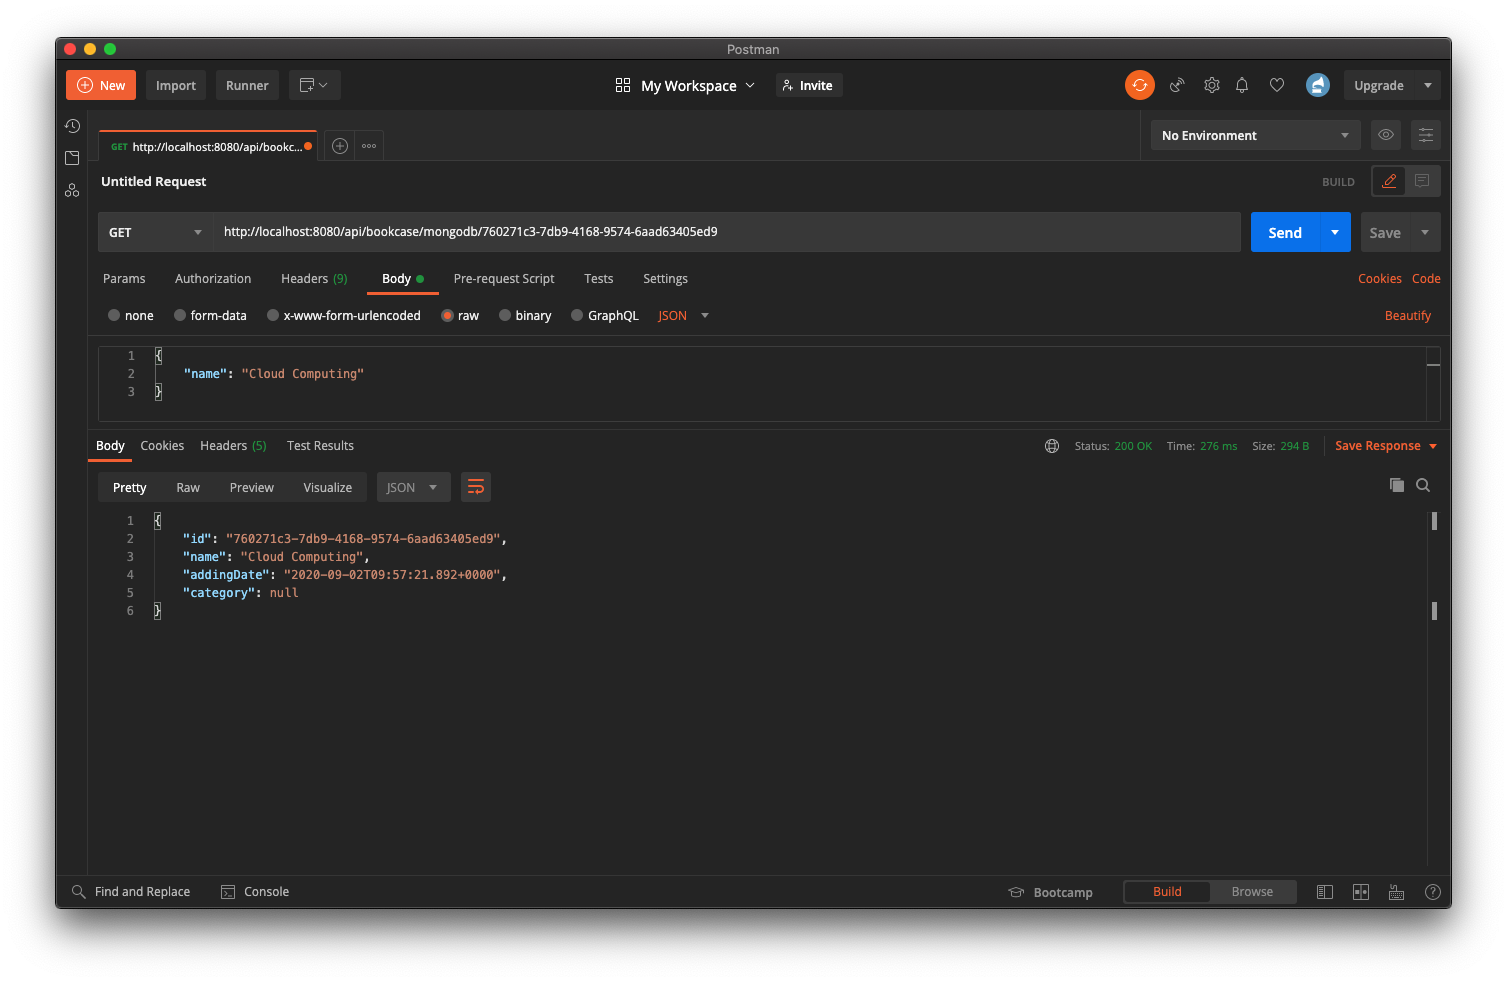 Postman
New Import Runner My Workspace Invite Upgrade
GET http://localhost:8080/api/bookc... No Environment
Untitled Request BUILD
GET http://localhost:8080/api/bookcase/mongodb/760271c3-7db9-4168-9574-6aad63405ed9 Send Save
Params Authorization Headers (9) Body Pre-request Script Tests Settings Cookies Code
none form-data x-www-form-urlencoded raw binary GraphQL JSON Beautify
1 {
2 "name": "Cloud Computing"
3 }
Body Cookies Headers (5) Test Results Status: 200 OK Time: 276 ms Size: 294 B Save Response
Pretty Raw Preview Visualize JSON
1 {
2 "id": "760271c3-7db9-4168-9574-6aad63405ed9",
3 "name": "Cloud Computing",
4 "addingDate": "2020-09-02T09:57:21.892+0000",
5 "category": null
6 }
Find and Replace Console Bootcamp Build Browse